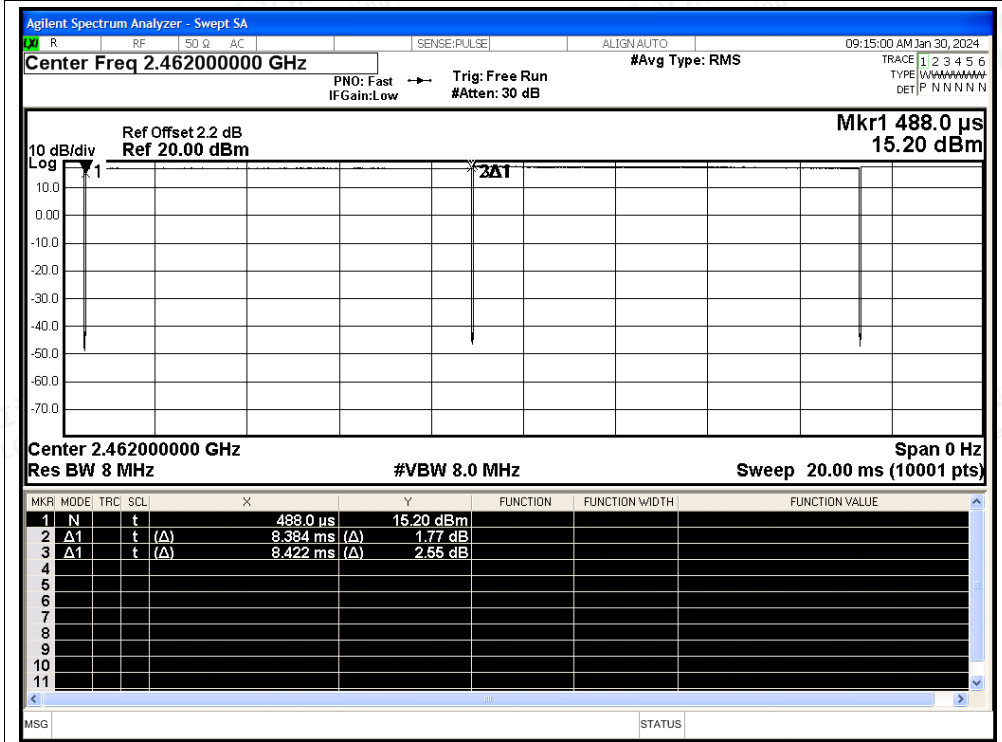 Agilent Spectrum Analyzer - Swept SA
LXI R RF 50 Ω AC SENSE:PULSE ALIGN AUTO 09:15:00 AM Jan 30, 2024
Center Freq 2.462000000 GHz #Avg Type: RMS TRACE 1 2 3 4 5 6
PNO: Fast Trig: Free Run TYPE W
IFGain:Low #Atten: 30 dB DET P N N N N N
Mkr1 488.0 µs
Ref Offset 2.2 dB
10 dB/div Ref 20.00 dBm 15.20 dBm
Log
1 3Δ1
10.0
0.00
-10.0
-20.0
-30.0
-40.0
-50.0
-60.0
-70.0
Center 2.462000000 GHz Span 0 Hz
Res BW 8 MHz #VBW 8.0 MHz Sweep 20.00 ms (10001 pts)
MKR MODE TRC SCL X Y FUNCTION FUNCTION WIDTH FUNCTION VALUE
1 N t 488.0 µs 15.20 dBm
2 Δ1 t (Δ) 8.384 ms (Δ) 1.77 dB
3 Δ1 t (Δ) 8.422 ms (Δ) 2.55 dB
4
5
6
7
8
9
10
11
MSG STATUS